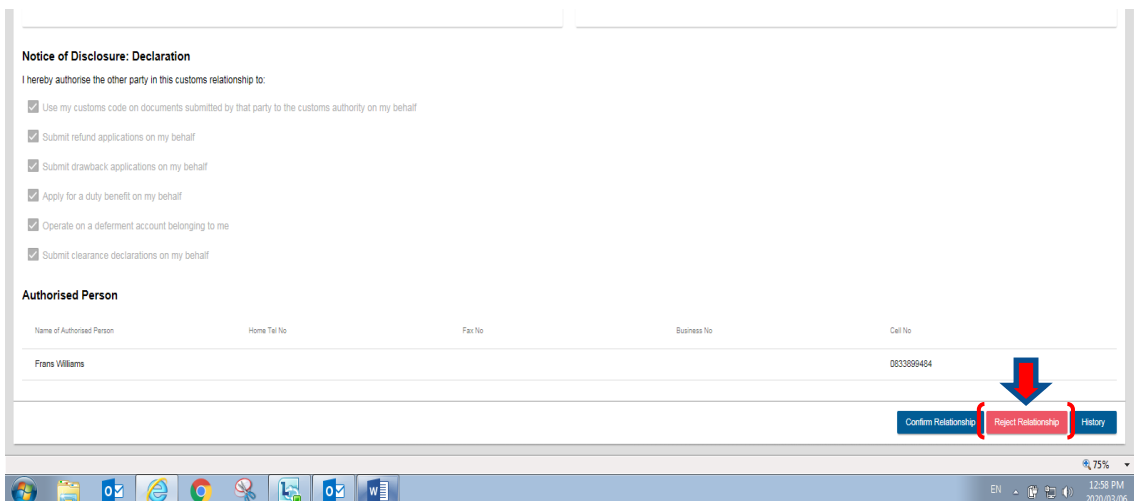 Notice of Disclosure: Declaration
I hereby authorise the other party in this customs relationship to:
Use my customs code on documents submitted by that party to the customs authority on my behalf
Submit refund applications on my behalf
Submit drawback applications on my behalf
Apply for a duty benefit on my behalf
Operate on a deferment account belonging to me
Submit clearance declarations on my behalf
Authorised Person
Name of Authorised Person Home Tel No Fax No Business No Cell No
Frans Williams 0833899484
Confirm Relationship Reject Relationship History
75%
EN 12:58 PM
2020/03/06